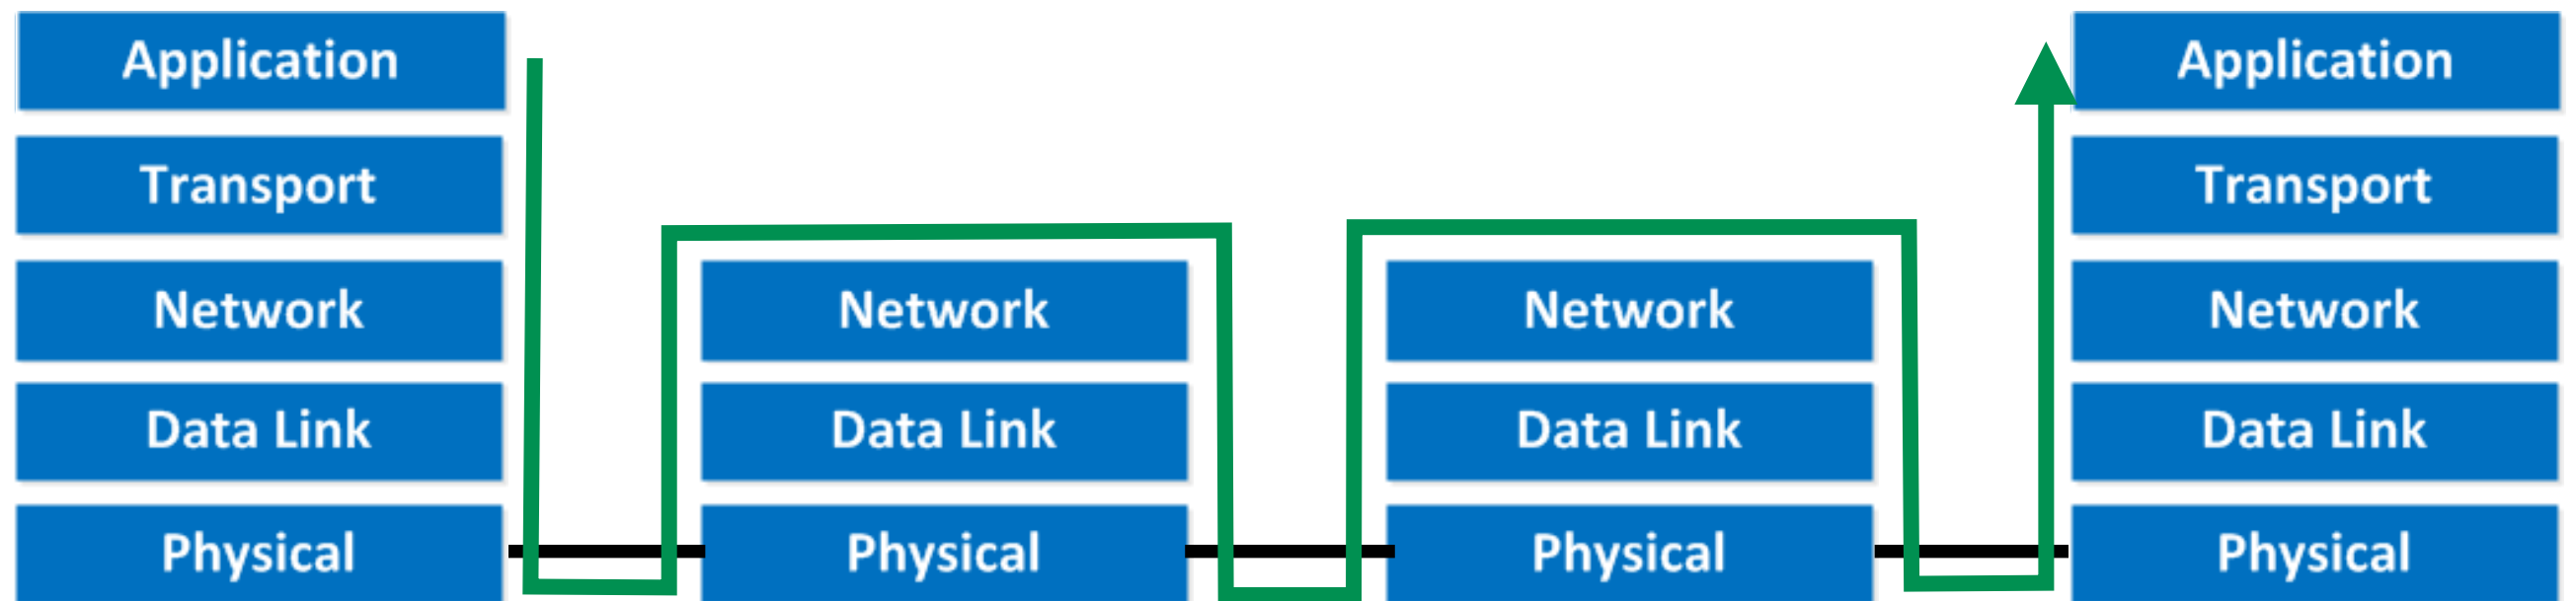 Application
Transport
Network
Data Link
Physical
Network
Data Link
Physical
Network
Data Link
Physical
Application
Transport
Network
Data Link
Physical